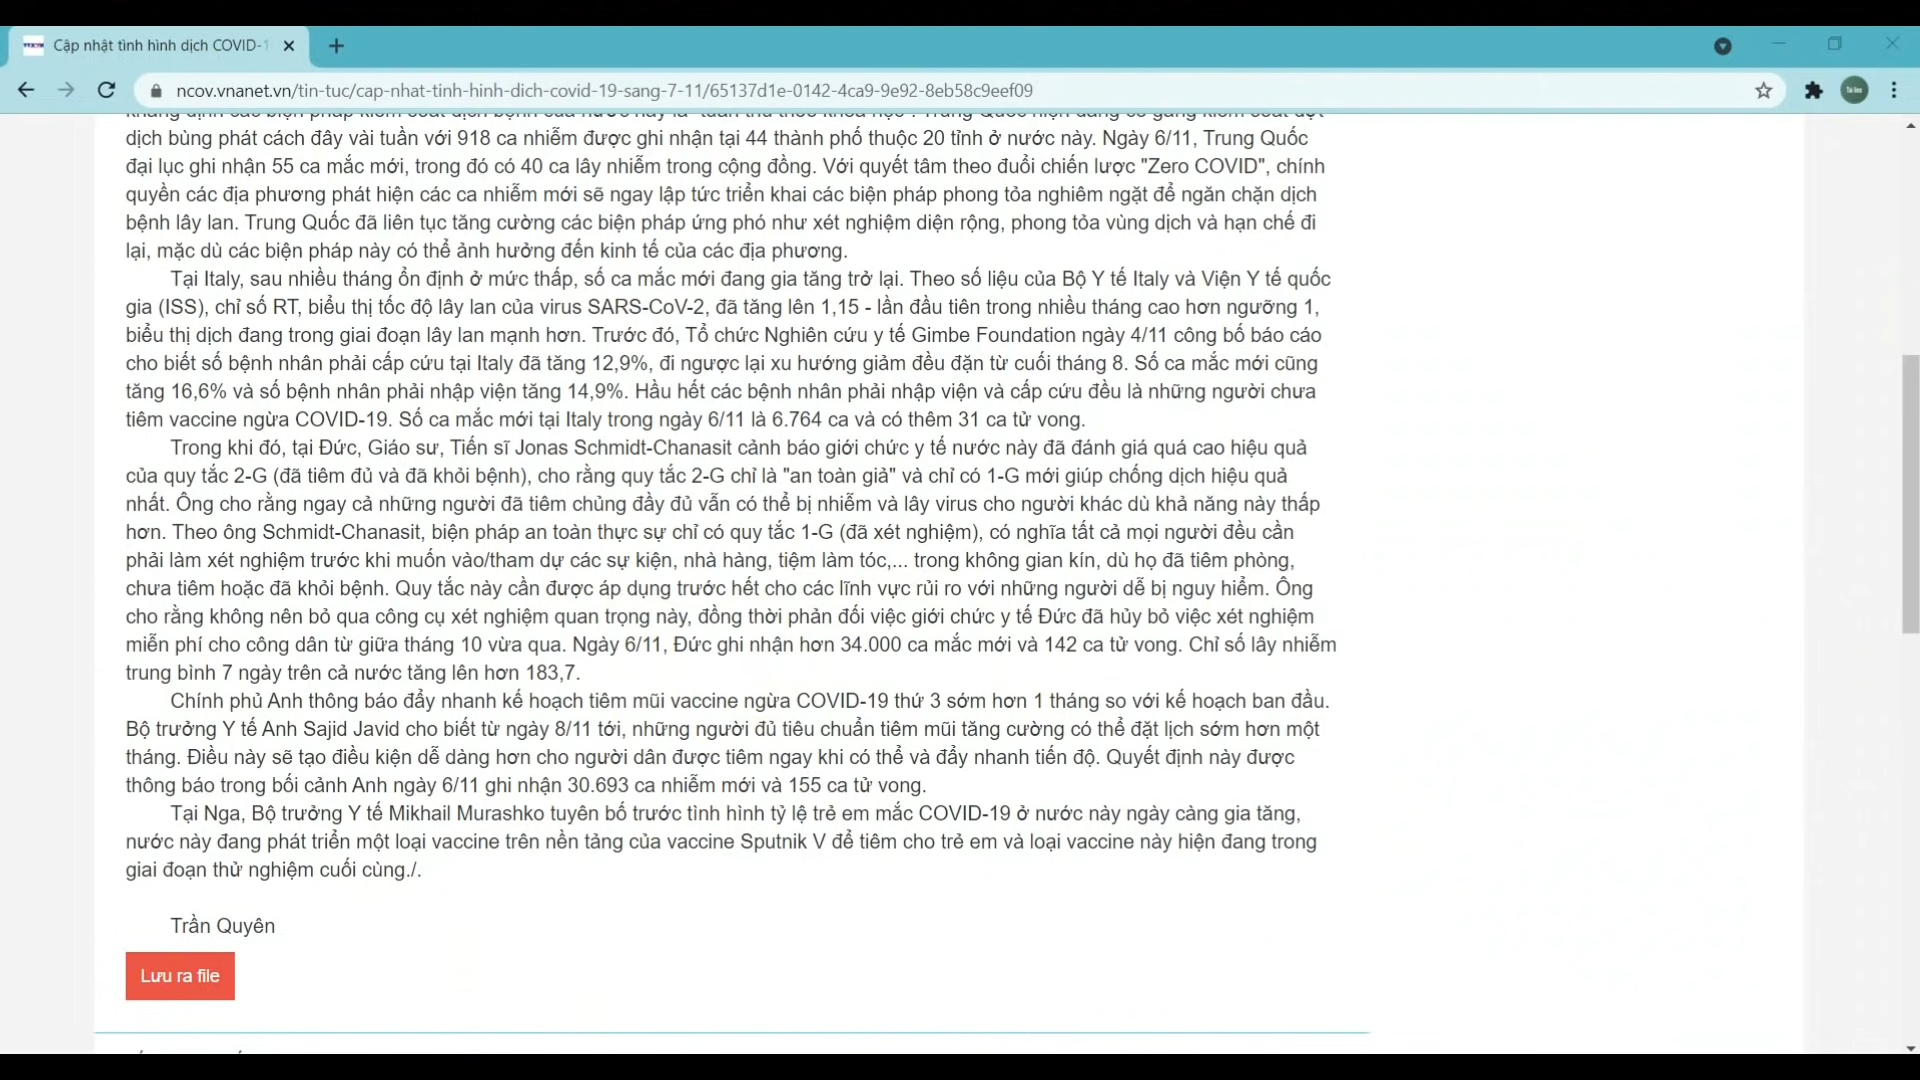 Cập nhật tình hình dịch COVID-1
ncov.vnanet.vn/tin-tuc/cap-nhat-tinh-hinh-dich-covid-19-sang-7-11/65137d1e-0142-4ca9-9e92-8eb58c9eef09
khẳng định các biện pháp kiểm soát dịch bệnh của nước này là "tuân thủ theo khoa học". Trung Quốc hiện đang cố gắng kiểm soát đợt
dịch bùng phát cách đây vài tuần với 918 ca nhiễm được ghi nhận tại 44 thành phố thuộc 20 tỉnh ở nước này. Ngày 6/11, Trung Quốc
đại lục ghi nhận 55 ca mắc mới, trong đó có 40 ca lây nhiễm trong cộng đồng. Với quyết tâm theo đuổi chiến lược "Zero COVID", chính
quyền các địa phương phát hiện các ca nhiễm mới sẽ ngay lập tức triển khai các biện pháp phong tỏa nghiêm ngặt để ngăn chặn dịch
bệnh lây lan. Trung Quốc đã liên tục tăng cường các biện pháp ứng phó như xét nghiệm diện rộng, phong tỏa vùng dịch và hạn chế đi
lại, mặc dù các biện pháp này có thể ảnh hưởng đến kinh tế của các địa phương.
Tại Italy, sau nhiều tháng ổn định ở mức thấp, số ca mắc mới đang gia tăng trở lại. Theo số liệu của Bộ Y tế Italy và Viện Y tế quốc
gia (ISS), chỉ số RT, biểu thị tốc độ lây lan của virus SARS-CoV-2, đã tăng lên 1,15 - lần đầu tiên trong nhiều tháng cao hơn ngưỡng 1,
biểu thị dịch đang trong giai đoạn lây lan mạnh hơn. Trước đó, Tổ chức Nghiên cứu y tế Gimbe Foundation ngày 4/11 công bố báo cáo
cho biết số bệnh nhân phải cấp cứu tại Italy đã tăng 12,9%, đi ngược lại xu hướng giảm đều đặn từ cuối tháng 8. Số ca mắc mới cũng
tăng 16,6% và số bệnh nhân phải nhập viện tăng 14,9%. Hầu hết các bệnh nhân phải nhập viện và cấp cứu đều là những người chưa
tiêm vaccine ngừa COVID-19. Số ca mắc mới tại Italy trong ngày 6/11 là 6.764 ca và có thêm 31 ca tử vong.
Trong khi đó, tại Đức, Giáo sư, Tiến sĩ Jonas Schmidt-Chanasit cảnh báo giới chức y tế nước này đã đánh giá quá cao hiệu quả
của quy tắc 2-G (đã tiêm đủ và đã khỏi bệnh), cho rằng quy tắc 2-G chỉ là "an toàn giả" và chỉ có 1-G mới giúp chống dịch hiệu quả
nhất. Ông cho rằng ngay cả những người đã tiêm chủng đầy đủ vẫn có thể bị nhiễm và lây virus cho người khác dù khả năng này thấp
hơn. Theo ông Schmidt-Chanasit, biện pháp an toàn thực sự chỉ có quy tắc 1-G (đã xét nghiệm), có nghĩa tất cả mọi người đều cần
phải làm xét nghiệm trước khi muốn vào/tham dự các sự kiện, nhà hàng, tiệm làm tóc,... trong không gian kín, dù họ đã tiêm phòng,
chưa tiêm hoặc đã khỏi bệnh. Quy tắc này cần được áp dụng trước hết cho các lĩnh vực rủi ro với những người dễ bị nguy hiểm. Ông
cho rằng không nên bỏ qua công cụ xét nghiệm quan trọng này, đồng thời phản đối việc giới chức y tế Đức đã hủy bỏ việc xét nghiệm
miễn phí cho công dân từ giữa tháng 10 vừa qua. Ngày 6/11, Đức ghi nhận hơn 34.000 ca mắc mới và 142 ca tử vong. Chỉ số lây nhiễm
trung bình 7 ngày trên cả nước tăng lên hơn 183,7.
Chính phủ Anh thông báo đẩy nhanh kế hoạch tiêm mũi vaccine ngừa COVID-19 thứ 3 sớm hơn 1 tháng so với kế hoạch ban đầu.
Bộ trưởng Y tế Anh Sajid Javid cho biết từ ngày 8/11 tới, những người đủ tiêu chuẩn tiêm mũi tăng cường có thể đặt lịch sớm hơn một
tháng. Điều này sẽ tạo điều kiện dễ dàng hơn cho người dân được tiêm ngay khi có thể và đẩy nhanh tiến độ. Quyết định này được
thông báo trong bối cảnh Anh ngày 6/11 ghi nhận 30.693 ca nhiễm mới và 155 ca tử vong.
Tại Nga, Bộ trưởng Y tế Mikhail Murashko tuyên bố trước tình hình tỷ lệ trẻ em mắc COVID-19 ở nước này ngày càng gia tăng,
nước này đang phát triển một loại vaccine trên nền tảng của vaccine Sputnik V để tiêm cho trẻ em và loại vaccine này hiện đang trong
giai đoạn thử nghiệm cuối cùng./.
Trần Quyên
Lưu ra file